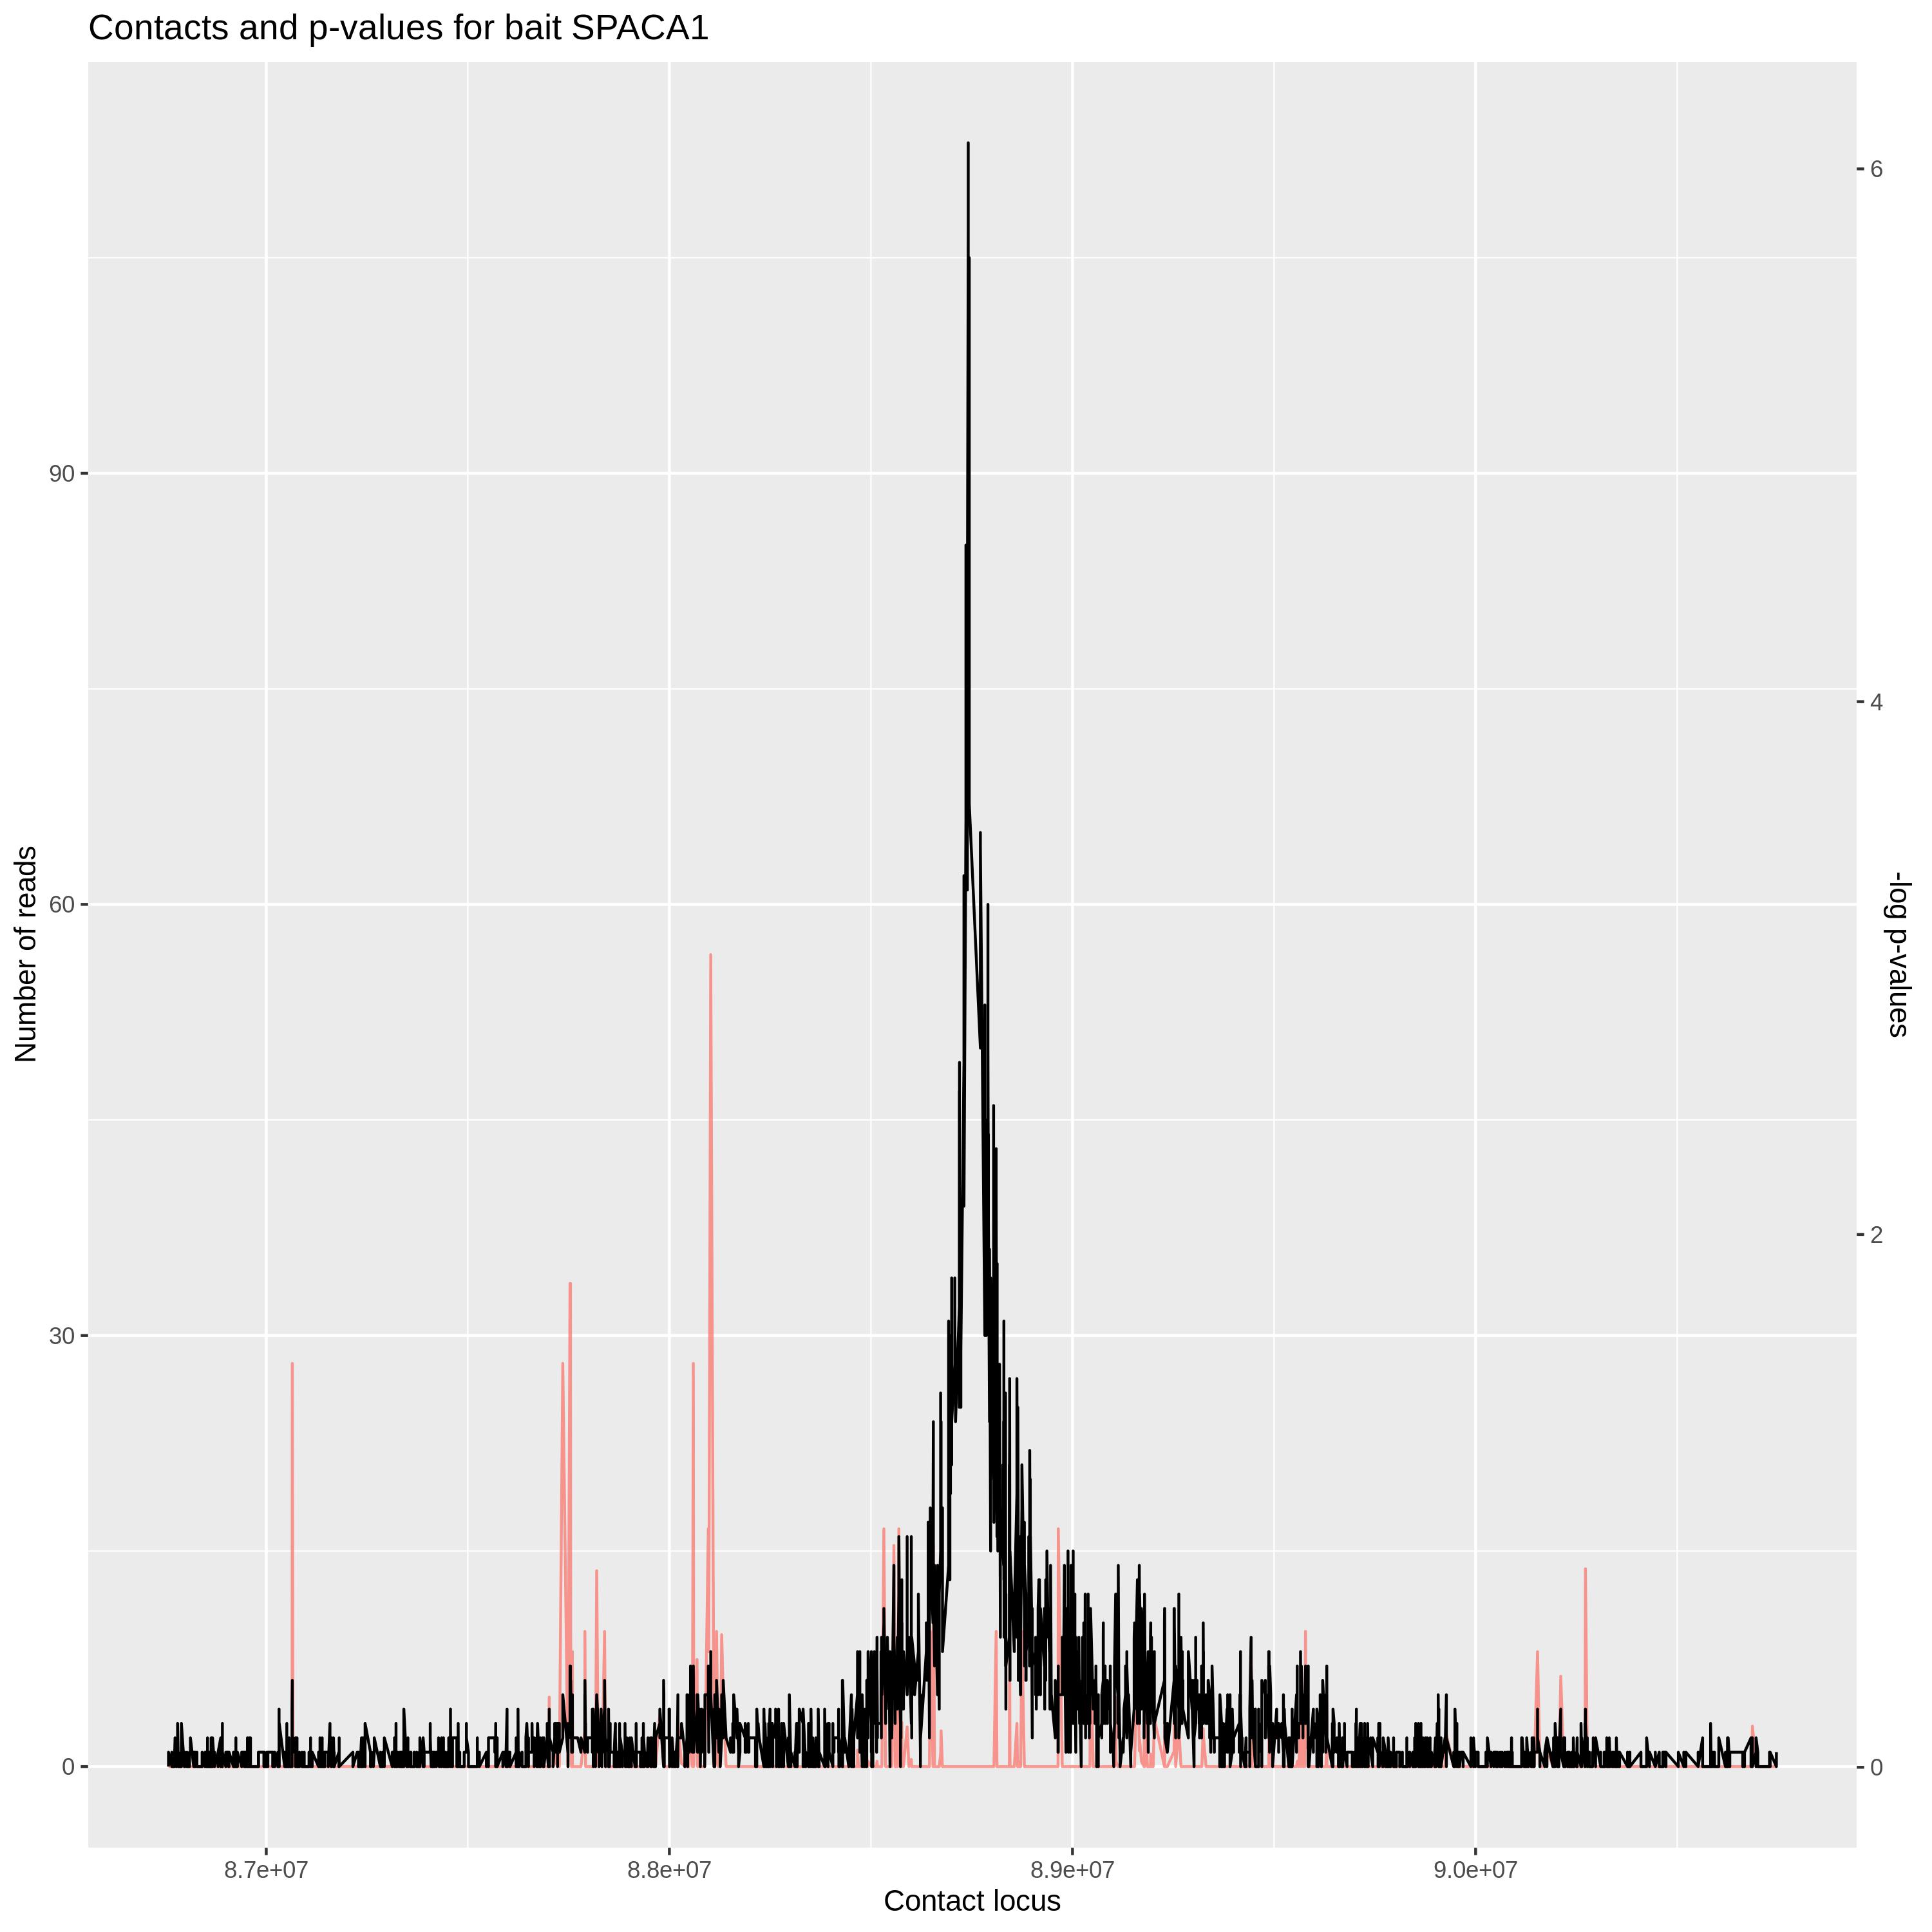 Contacts and p-values for bait SPACA1
Number of reads
90
60
30
0
6
4
2
0
-log p-values
8.7e+07
8.8e+07
8.9e+07
9.0e+07
Contact locus